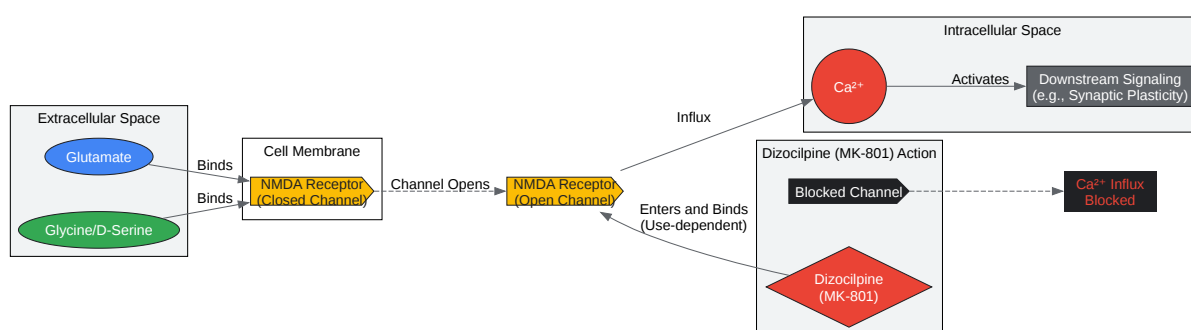 Extracellular Space
Glutamate
Glycine/D-Serine
Binds
Binds
Cell Membrane
NMDA Receptor
(Closed Channel)
Channel Opens
NMDA Receptor
(Open Channel)
Influx
Enters and Binds
(Use-dependent)
Intracellular Space
Ca²⁺
Activates
Downstream Signaling
(e.g., Synaptic Plasticity)
Dizocilpine (MK-801) Action
Blocked Channel
Ca²⁺ Influx
Blocked
Dizocilpine
(MK-801)